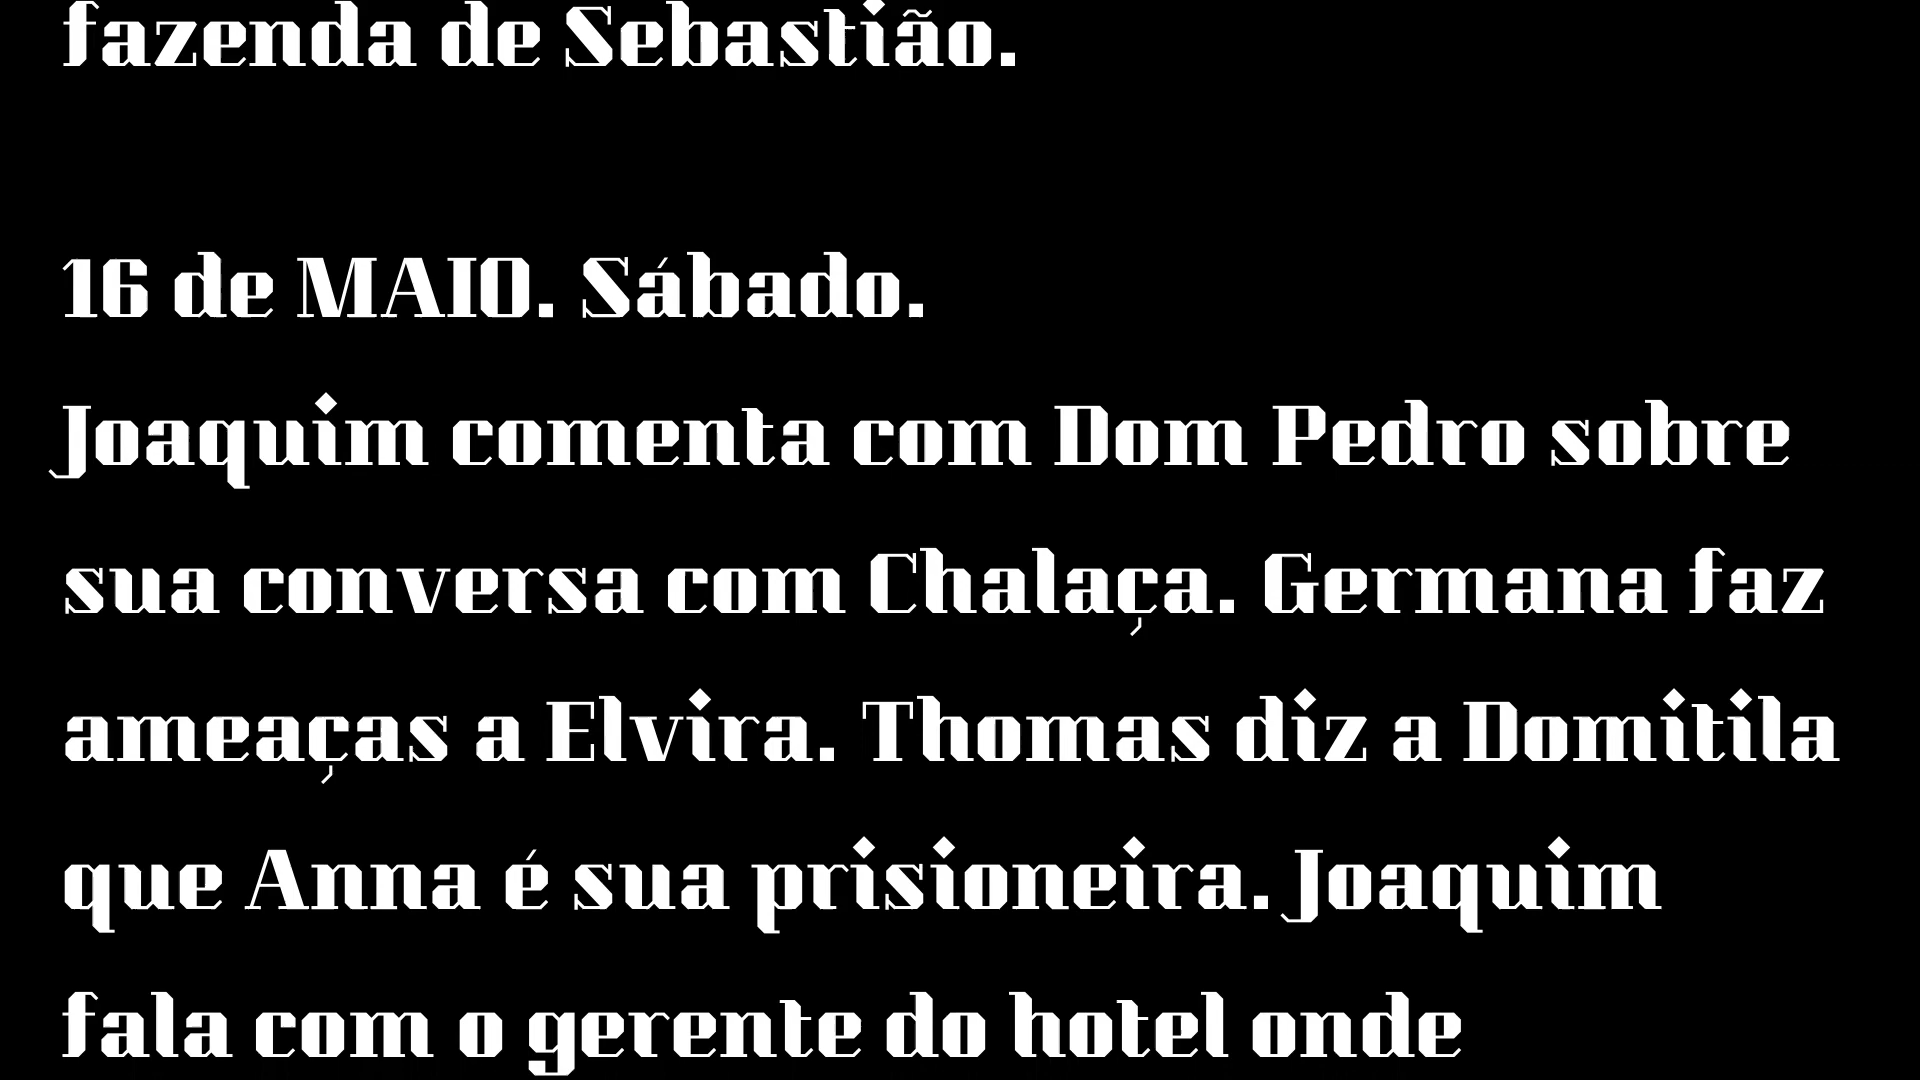 fazenda de Sebastião.
16 de MAIO. Sábado.
Joaquim comenta com Dom Pedro sobre
sua conversa com Chalaça. Germana faz
ameaças a Elvira. Thomas diz a Domitila
que Anna é sua prisioneira. Joaquim
fala com o gerente do hotel onde